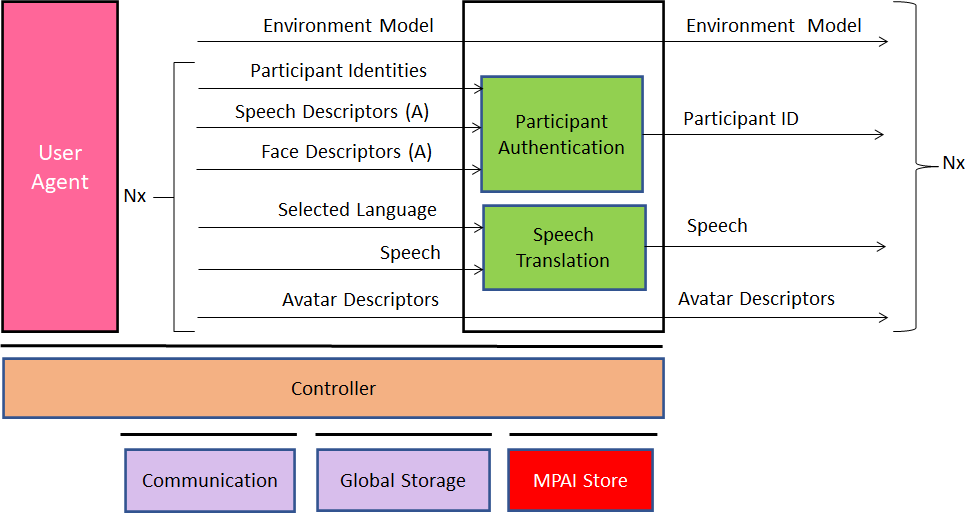 Environment Model
Environment Model
Participant Identities
Speech Descriptors (A)
Participant
Authentication
Participant ID
Face Descriptors (A)
User
Agent
Nx
Nx
Selected Language
Speech
Translation
Speech
Speech
Avatar Descriptors
Avatar Descriptors
Controller
Communication
Global Storage
MPAI Store